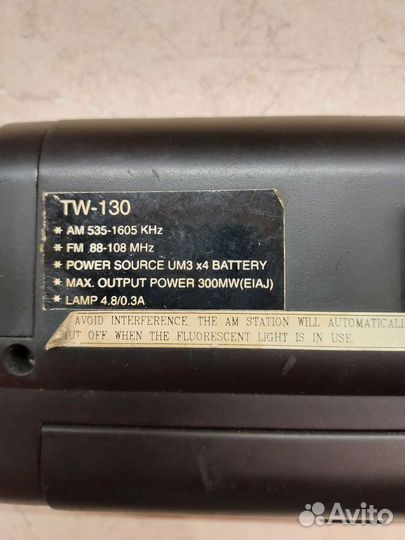 TW-130
* AM 535-1605 KHz
* FM 88-108 MHz
* POWER SOURCE UM3 x4 BATTERY
* MAX. OUTPUT POWER 300MW(EIAJ)
* LAMP 4.8/0.3A
AVOID INTERFERENCE, THE AM STATION WILL AUTOMATICALL
UT OFF WHEN THE FLUORESCENT LIGHT IS IN USE.
Avito